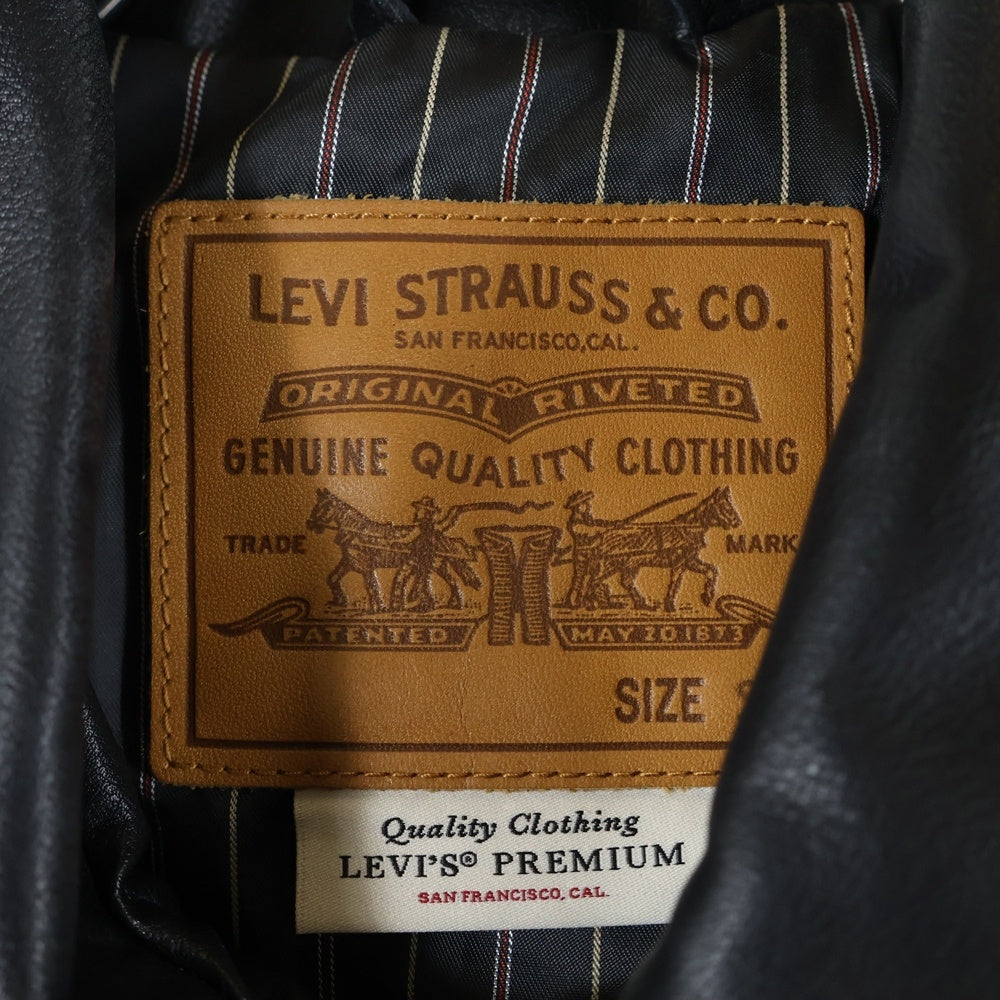 LEVI STRAUSS & CO.
SAN FRANCISCO, CAL.
ORIGINAL RIVETED
GENUINE QUALITY CLOTHING
TRADE MARK
PATENTED MAY 20 1873
SIZE
Quality Clothing
LEVI'S® PREMIUM
SAN FRANCISCO, CAL.